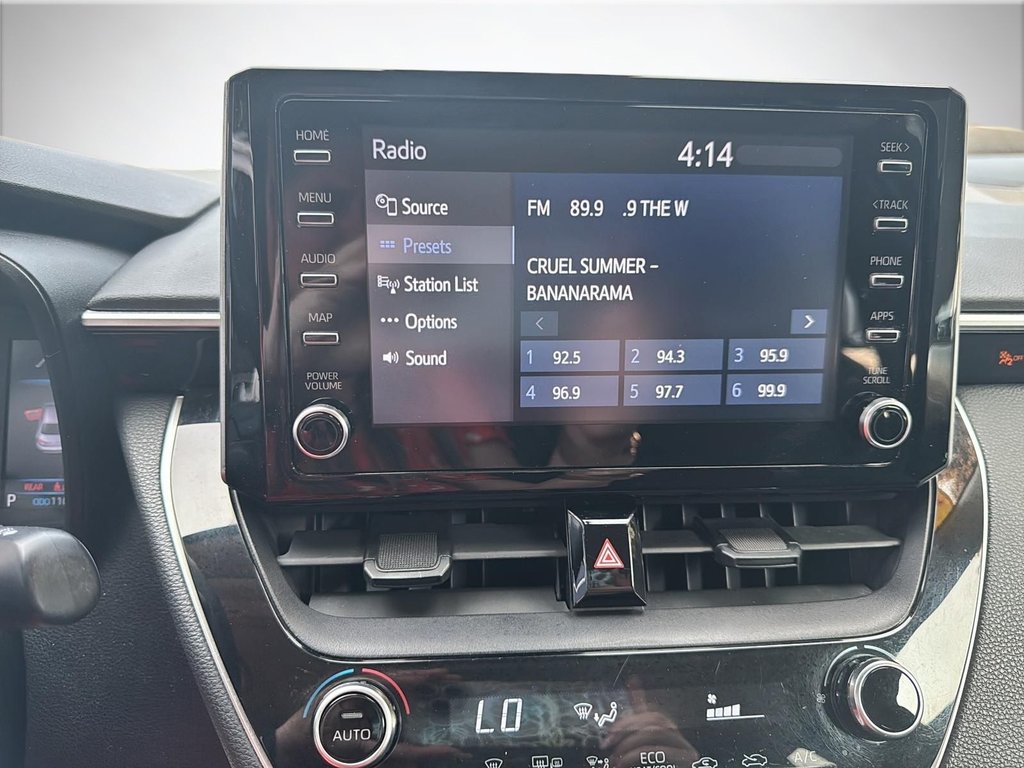 HOME
MENU
AUDIO
MAP
POWER
VOLUME
Radio
4:14
Source
Presets
Station List
Options
Sound
FM 89.9 .9 THE W
CRUEL SUMMER –
BANANARAMA
< >
1 92.5 2 94.3 3 95.9
4 96.9 5 97.7 6 99.9
SEEK >
< TRACK
PHONE
APPS
TUNE
SCROLL
OFF
REAR
P
AUTO
LO
ECO
A/C